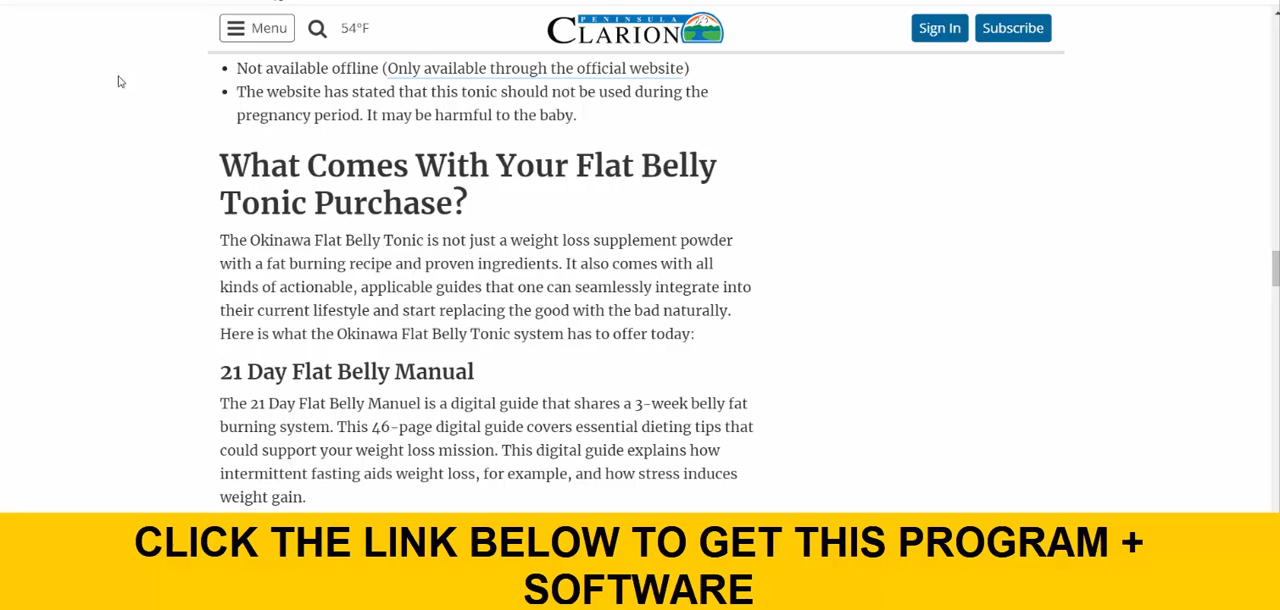 Menu
54°F
PENINSULA
CLARION
Sign In
Subscribe
• Not available offline (Only available through the official website)
• The website has stated that this tonic should not be used during the
pregnancy period. It may be harmful to the baby.
What Comes With Your Flat Belly
Tonic Purchase?
The Okinawa Flat Belly Tonic is not just a weight loss supplement powder
with a fat burning recipe and proven ingredients. It also comes with all
kinds of actionable, applicable guides that one can seamlessly integrate into
their current lifestyle and start replacing the good with the bad naturally.
Here is what the Okinawa Flat Belly Tonic system has to offer today:
21 Day Flat Belly Manual
The 21 Day Flat Belly Manuel is a digital guide that shares a 3-week belly fat
burning system. This 46-page digital guide covers essential dieting tips that
could support your weight loss mission. This digital guide explains how
intermittent fasting aids weight loss, for example, and how stress induces
weight gain.
CLICK THE LINK BELOW TO GET THIS PROGRAM +
SOFTWARE